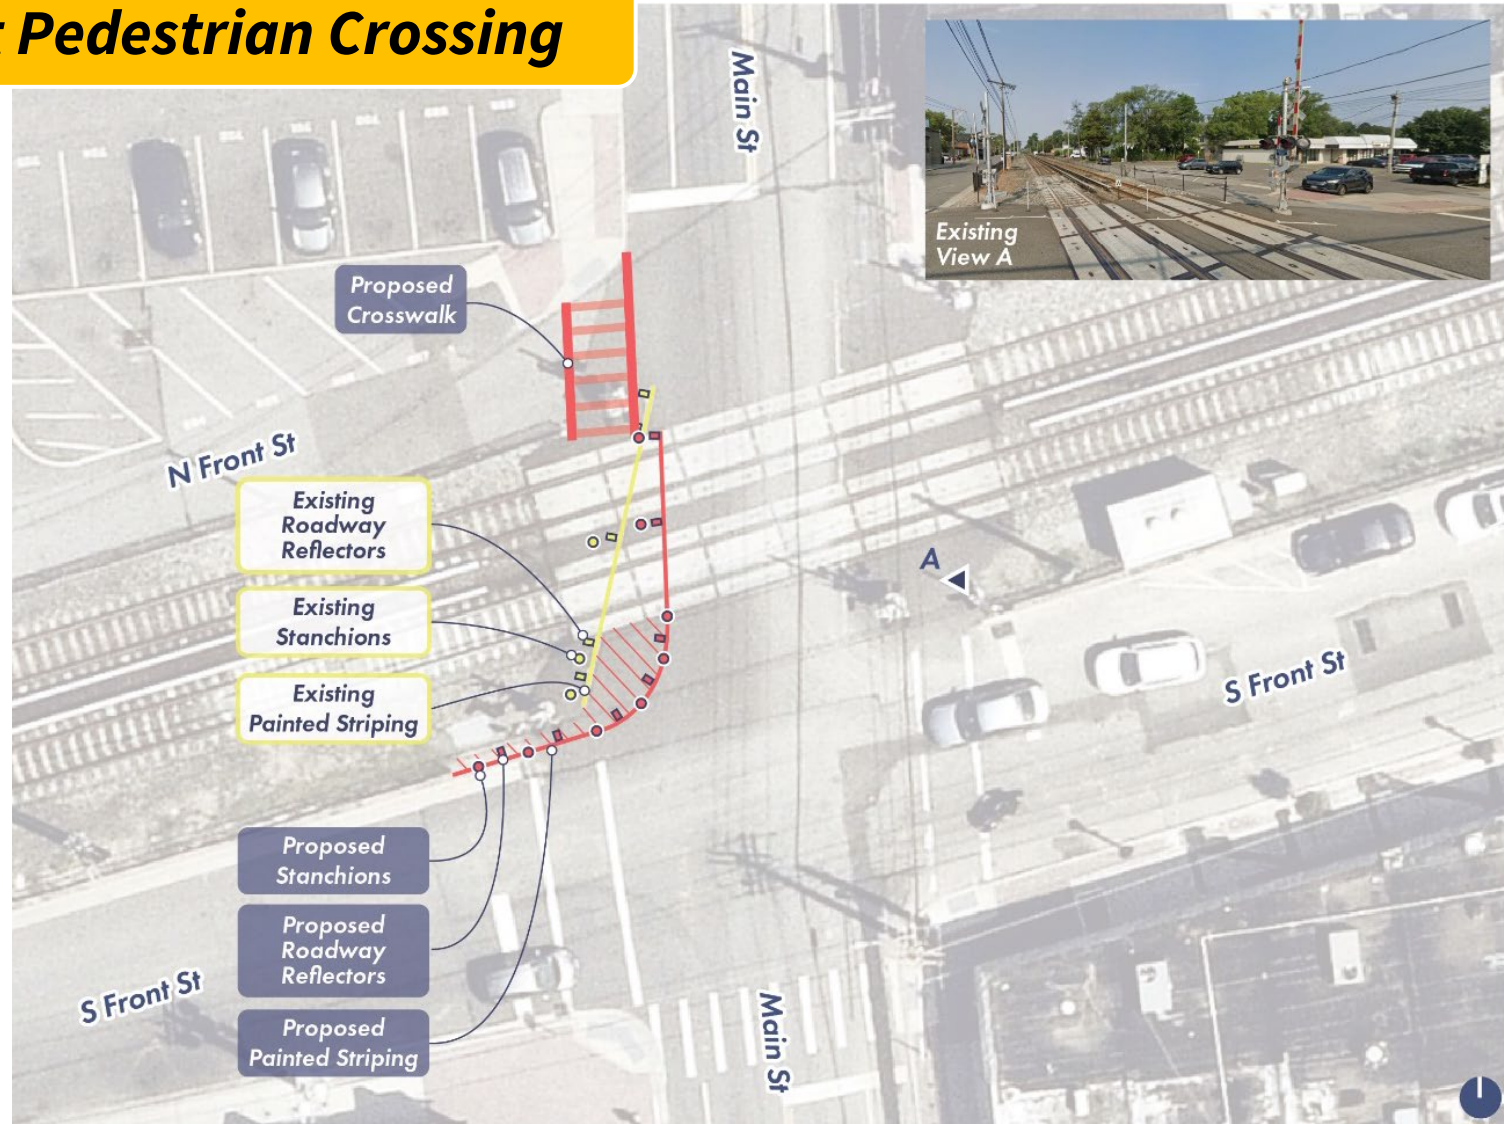 Pedestrian Crossing
Main St
Existing
View A
Proposed
Crosswalk
N Front St
Existing
Roadway
Reflectors
Existing
Stanchions
Existing
Painted Striping
A
S Front St
Proposed
Stanchions
Proposed
Roadway
Reflectors
Proposed
Painted Striping
S Front St
Main St